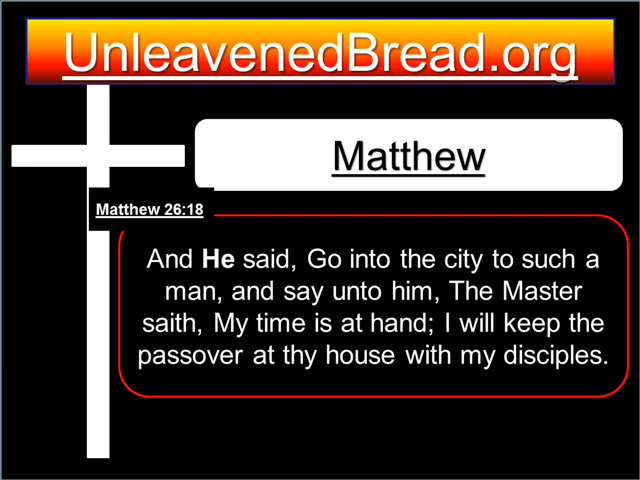 UnleavenedBread.org
Matthew
Matthew 26:18
And He said, Go into the city to such a
man, and say unto him, The Master
saith, My time is at hand; I will keep the
passover at thy house with my disciples.